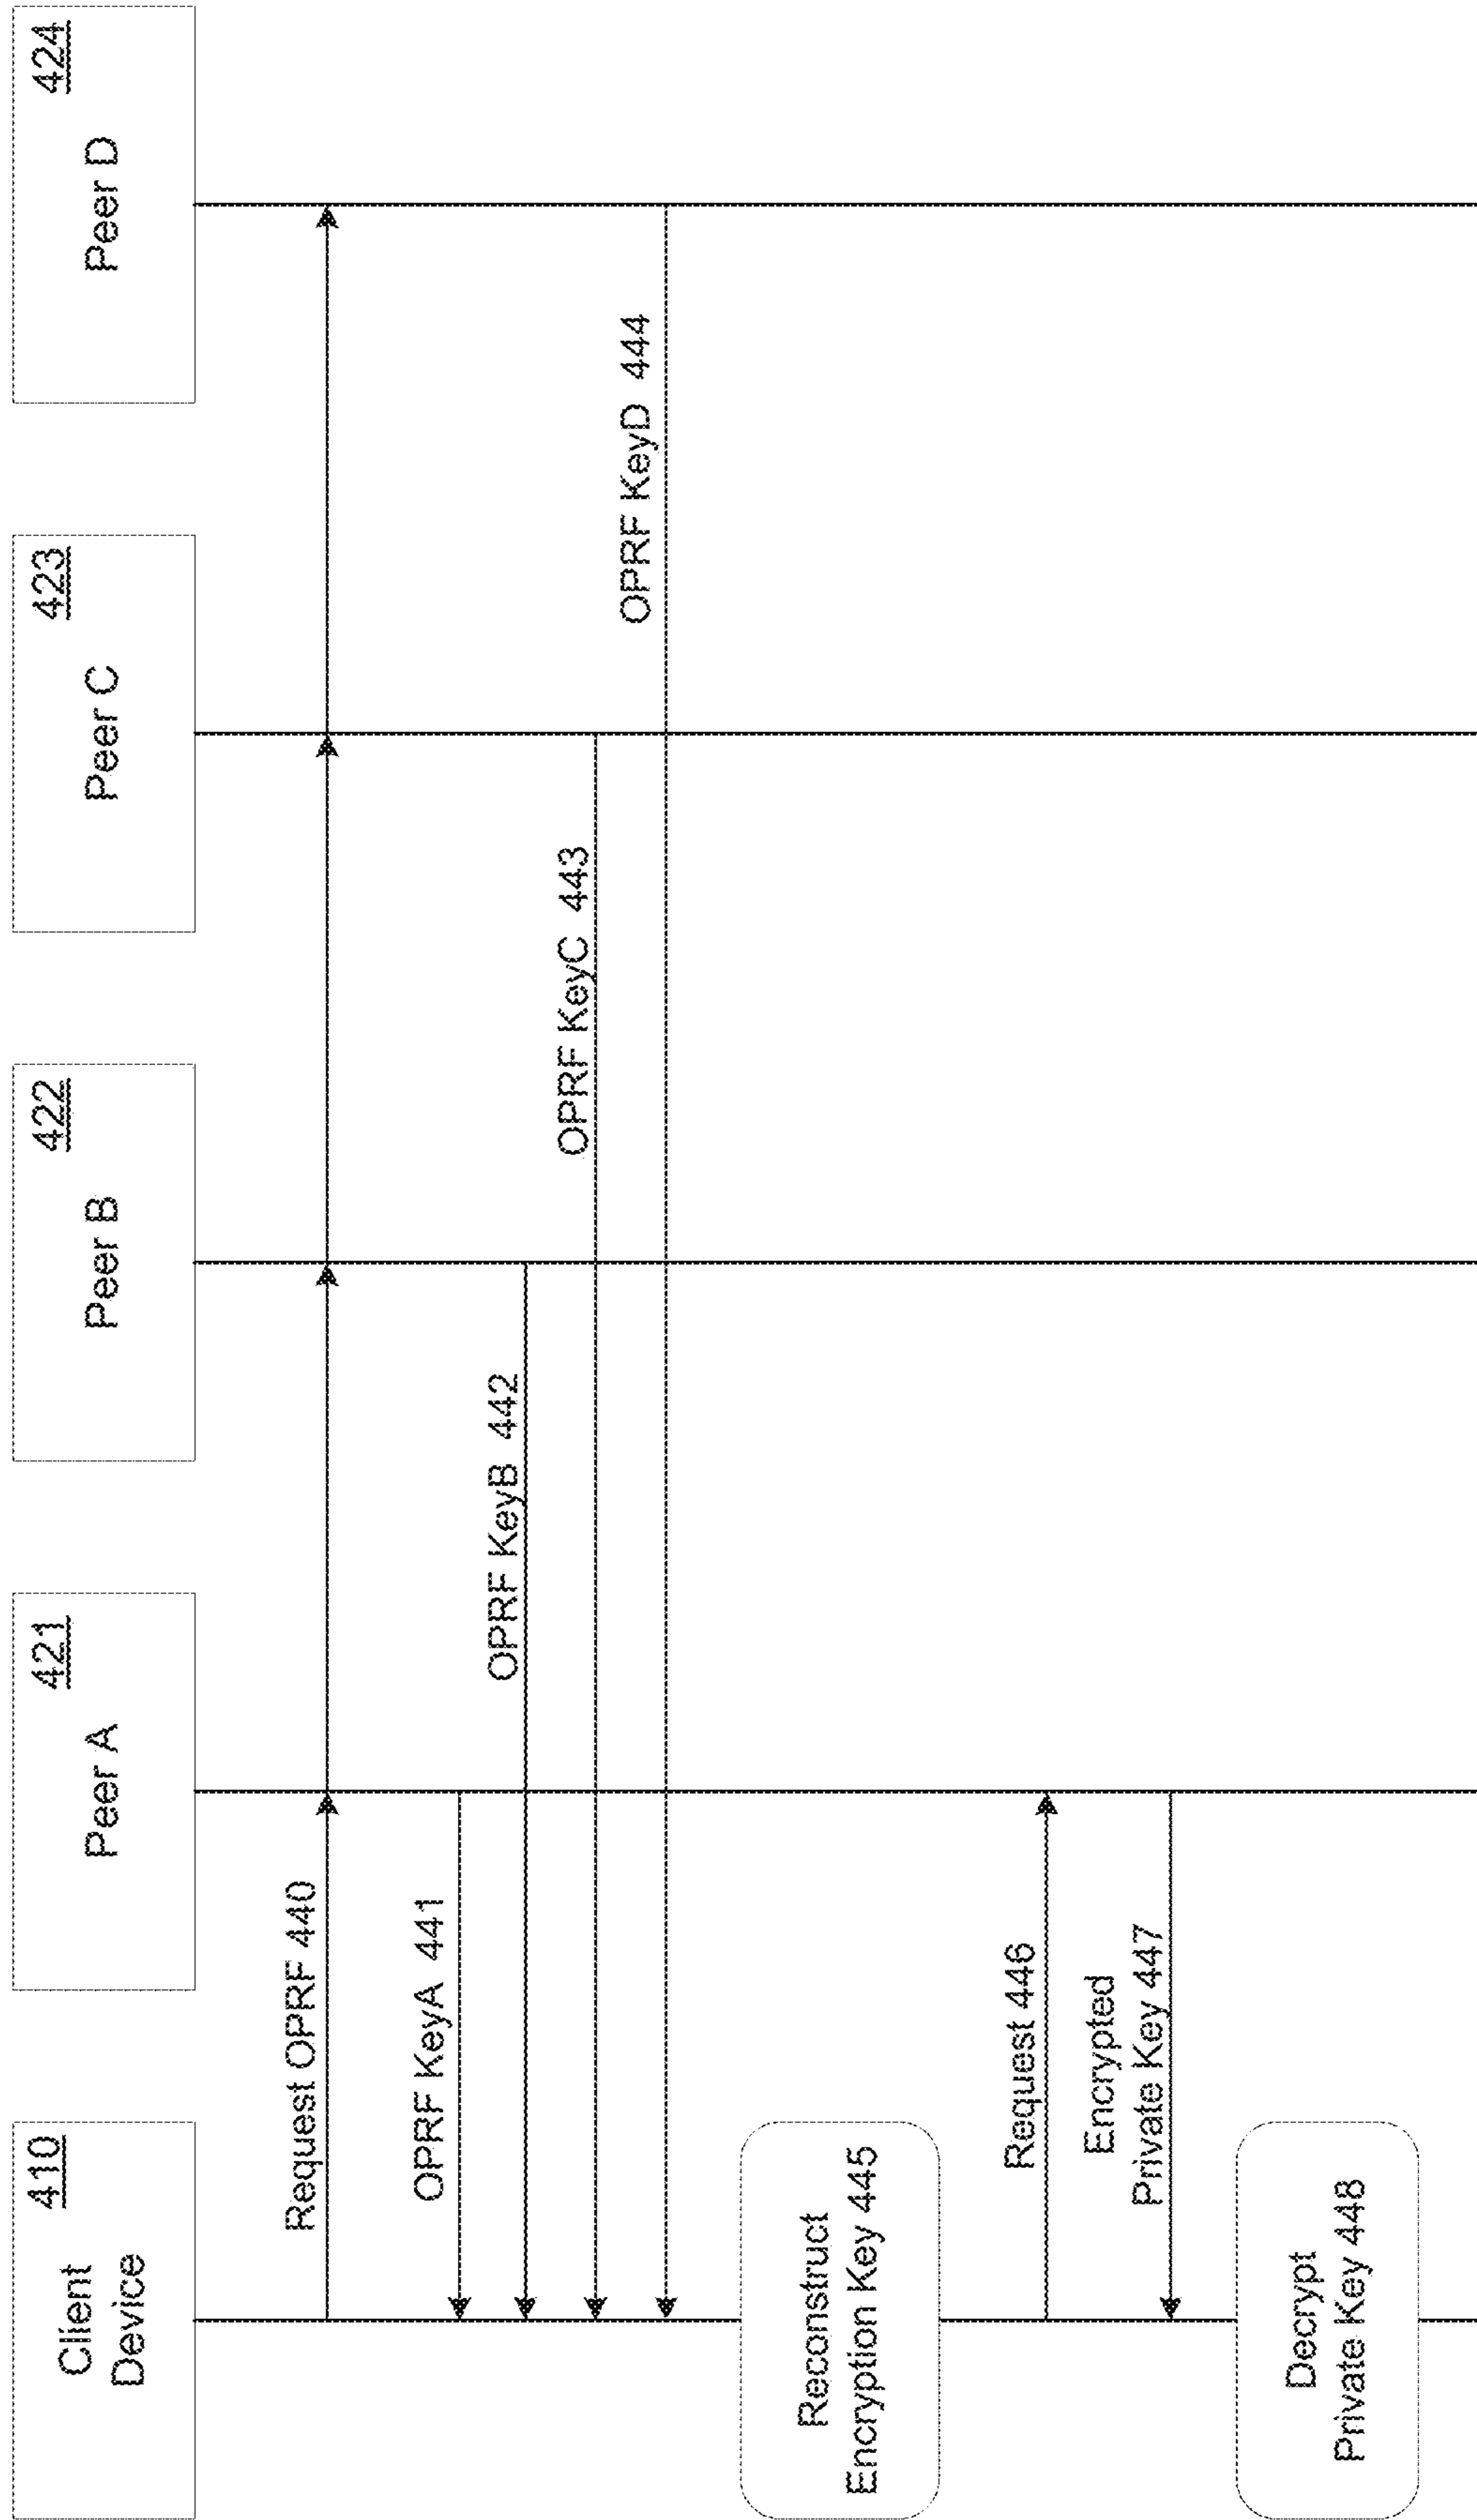 410
Client
Device
421
Peer A
422
Peer B
423
Peer C
424
Peer D
Request OPRF 440
OPRF KeyA 441
OPRF KeyB 442
OPRF KeyC 443
OPRF KeyD 444
Reconstruct
Encryption Key 445
Request 446
Encrypted
Private Key 447
Decrypt
Private Key 448